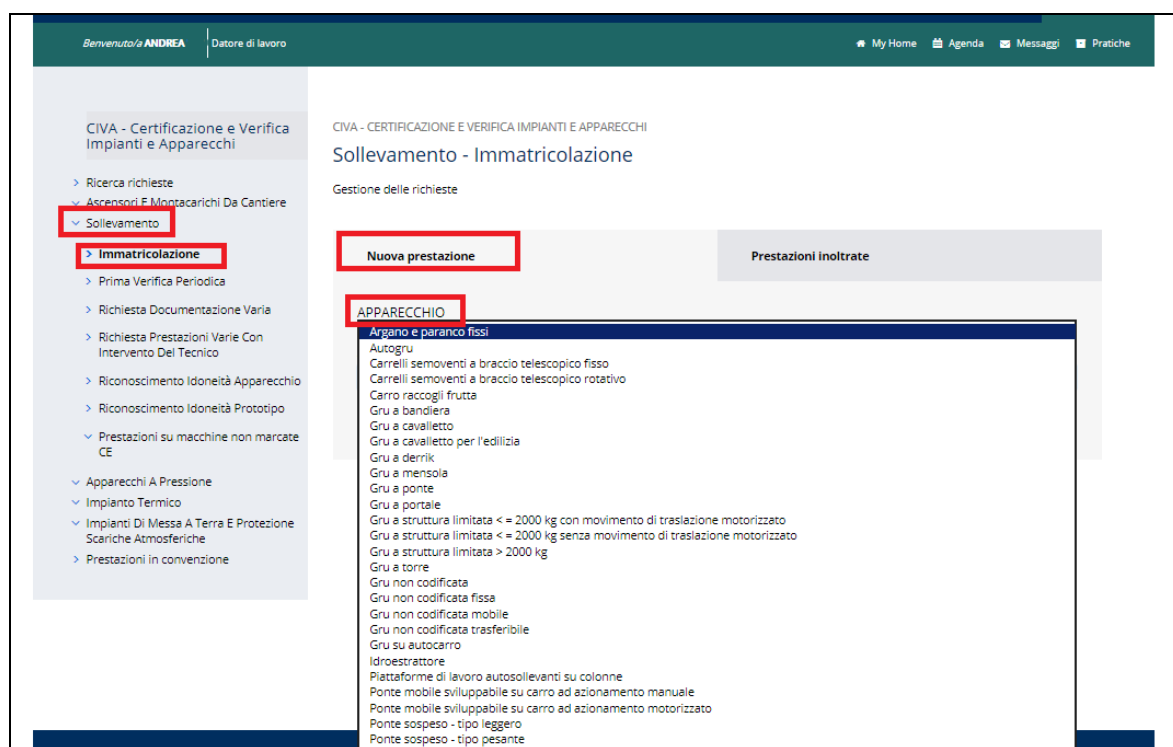 Benvenuto/a ANDREA
Datore di lavoro
My Home
Agenda
Messaggi
Pratiche
CIVA - Certificazione e Verifica
Impianti e Apparecchi
Ricerca richieste
Ascensori E Montacarichi Da Cantiere
Sollevamento
Immatricolazione
Prima Verifica Periodica
Richiesta Documentazione Varia
Richiesta Prestazioni Varie Con
Intervento Del Tecnico
Riconoscimento Idoneità Apparecchio
Riconoscimento Idoneità Prototipo
Prestazioni su macchine non marcate
CE
Apparecchi A Pressione
Impianto Termico
Impianti Di Messa A Terra E Protezione
Scariche Atmosferiche
Prestazioni in convenzione
CIVA - CERTIFICAZIONE E VERIFICA IMPIANTI E APPARECCHI
Sollevamento - Immatricolazione
Gestione delle richieste
Nuova prestazione
Prestazioni inoltrate
APPARECCHIO
Argano e paranco fissi
Autogru
Carrelli semoventi a braccio telescopico fisso
Carrelli semoventi a braccio telescopico rotativo
Carro raccogli frutta
Gru a bandiera
Gru a cavalletto
Gru a cavalletto per l'edilizia
Gru a derrik
Gru a mensola
Gru a ponte
Gru a portale
Gru a struttura limitata < = 2000 kg con movimento di traslazione motorizzato
Gru a struttura limitata < = 2000 kg senza movimento di traslazione motorizzato
Gru a struttura limitata > 2000 kg
Gru a torre
Gru non codificata
Gru non codificata fissa
Gru non codificata mobile
Gru non codificata trasferibile
Gru su autocarro
Idroestrattore
Piattaforme di lavoro autosollevanti su colonne
Ponte mobile sviluppabile su carro ad azionamento manuale
Ponte mobile sviluppabile su carro ad azionamento motorizzato
Ponte sospeso - tipo leggero
Ponte sospeso - tipo pesante